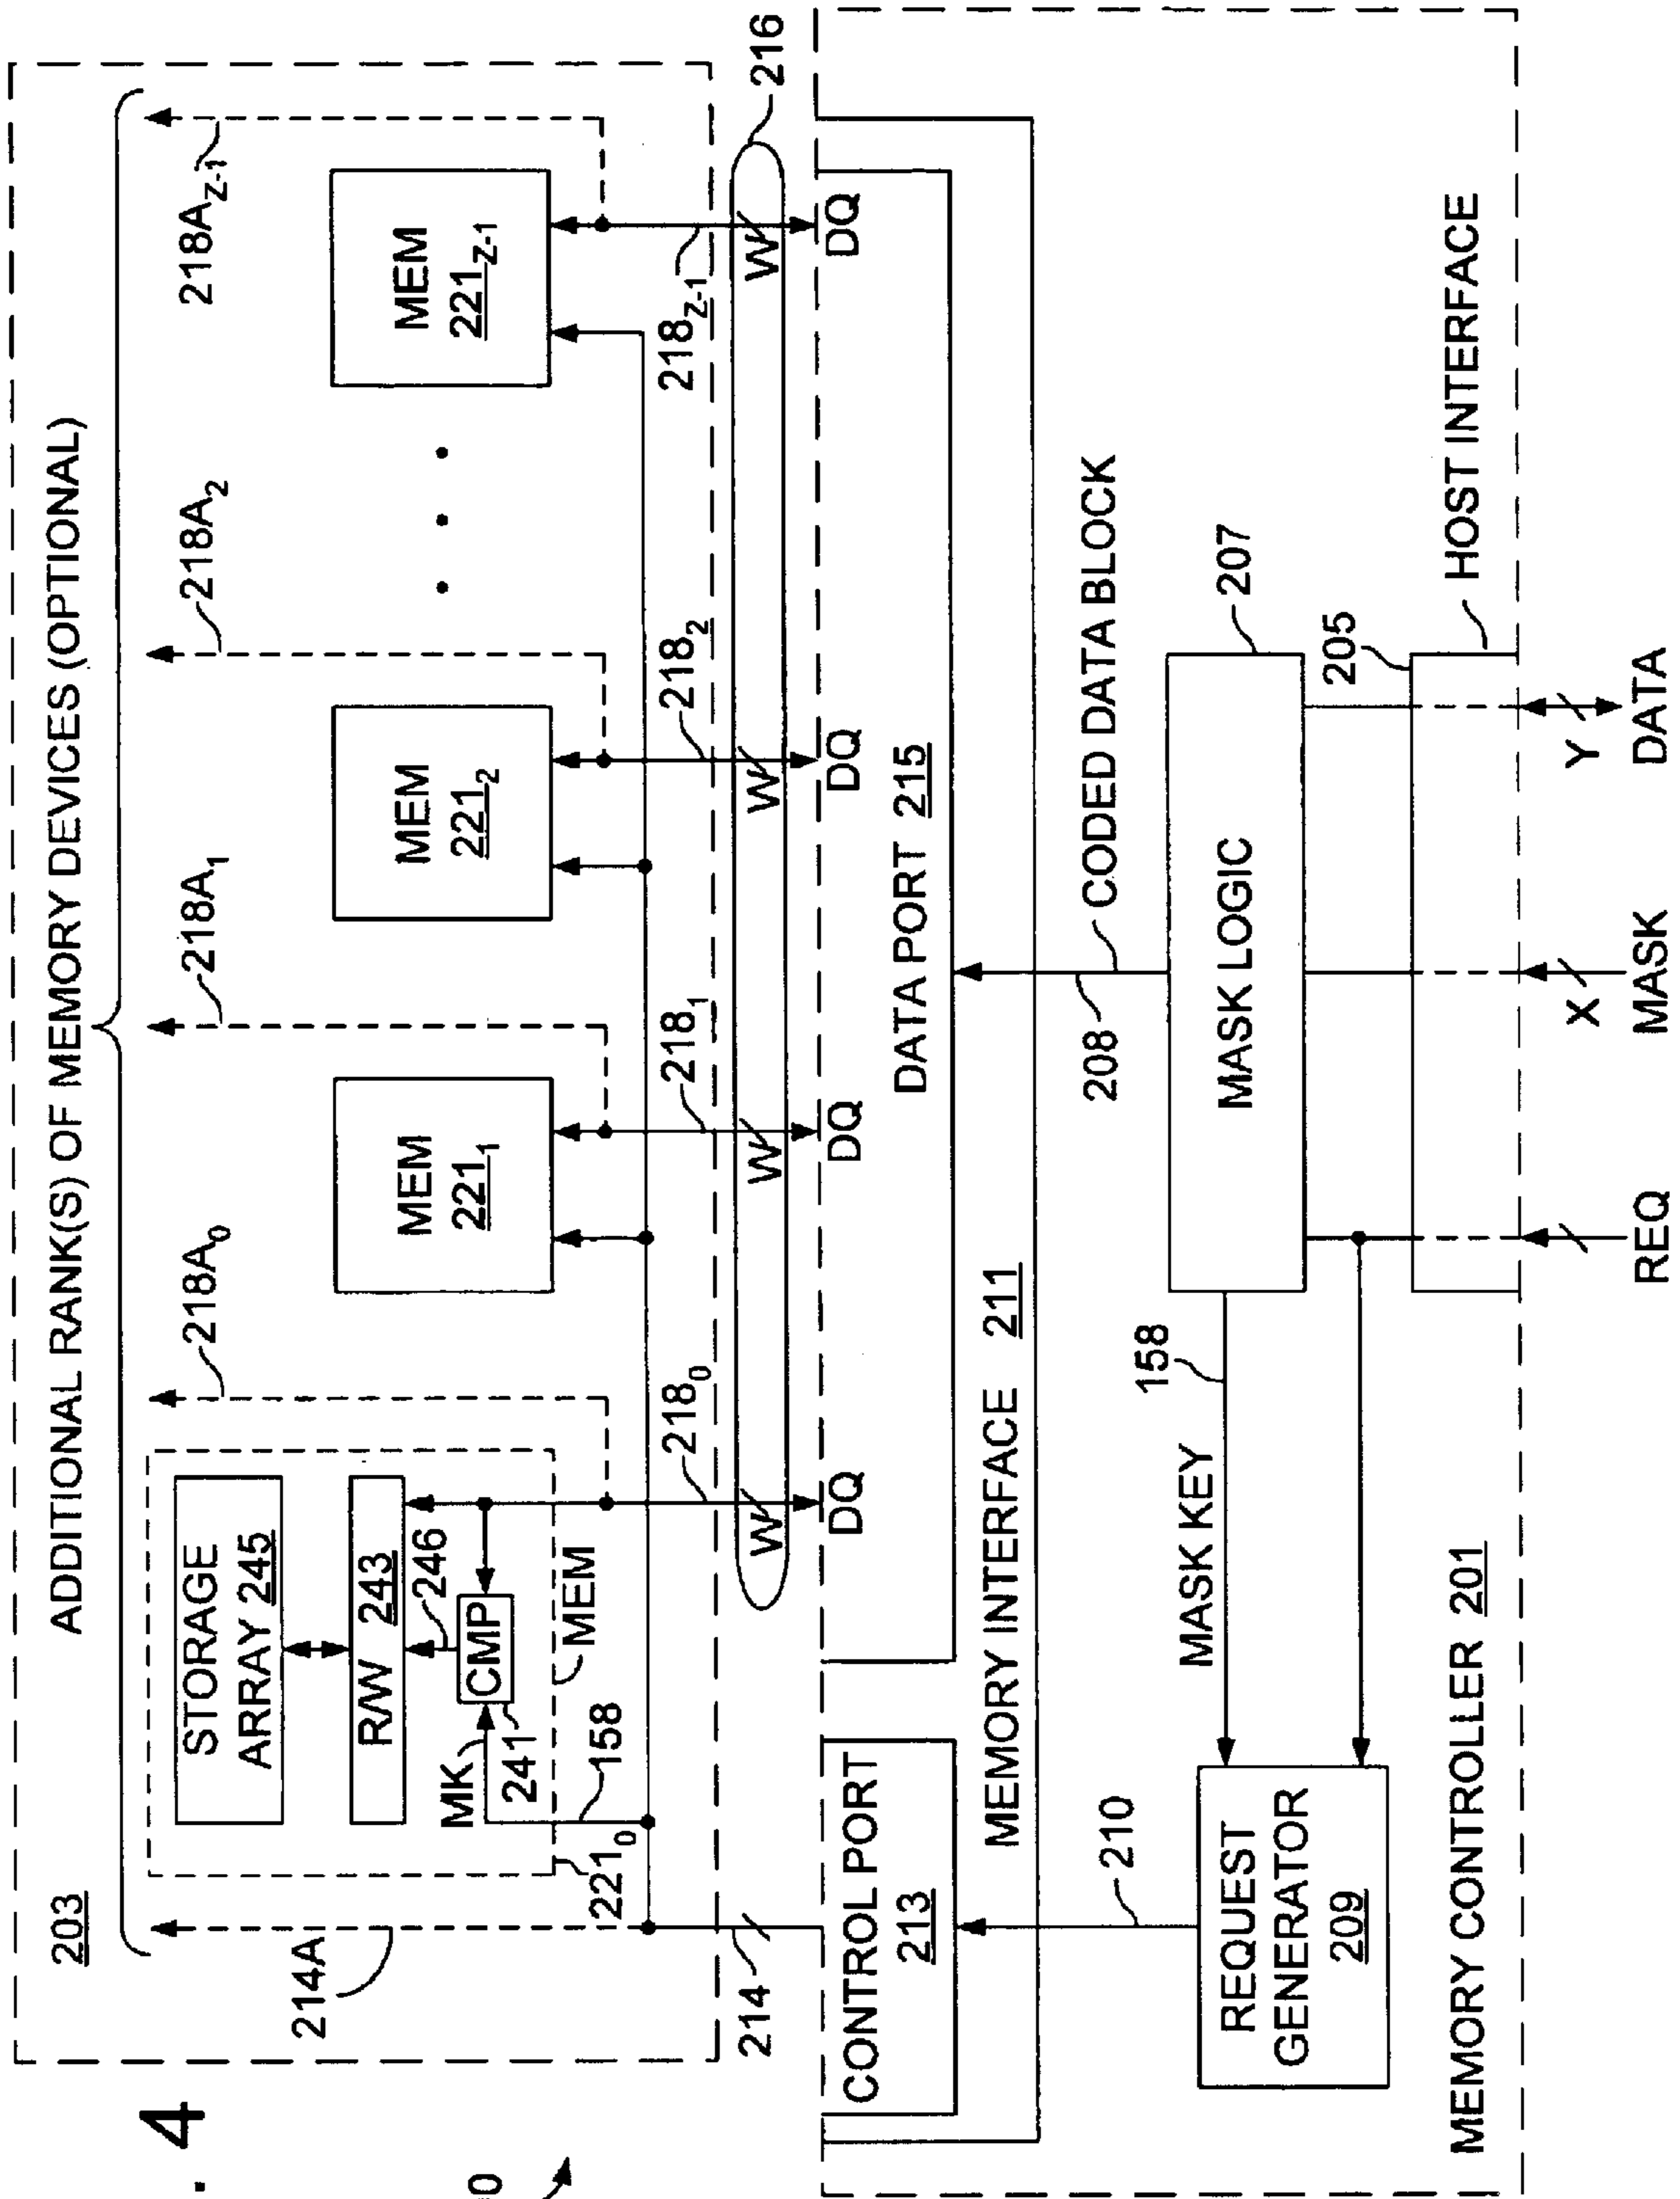 . 4
0
203
ADDITIONAL RANK(S) OF MEMORY DEVICES (OPTIONAL)
214A
218A0
218A1
218A2
218Az-1
STORAGE
ARRAY 245
R/W 243
246
MK
CMP
241
158
2210
MEM
MEM
2211
MEM
2212
MEM
221z-1
. . .
214
2180
2181
2182
218z-1
216
W
W
W
W
DQ
DQ
DQ
DQ
CONTROL PORT
213
DATA PORT 215
MEMORY INTERFACE 211
210
208
CODED DATA BLOCK
REQUEST
GENERATOR
209
MASK KEY
158
MASK LOGIC
207
205
HOST INTERFACE
MEMORY CONTROLLER 201
X
Y
REQ
MASK
DATA